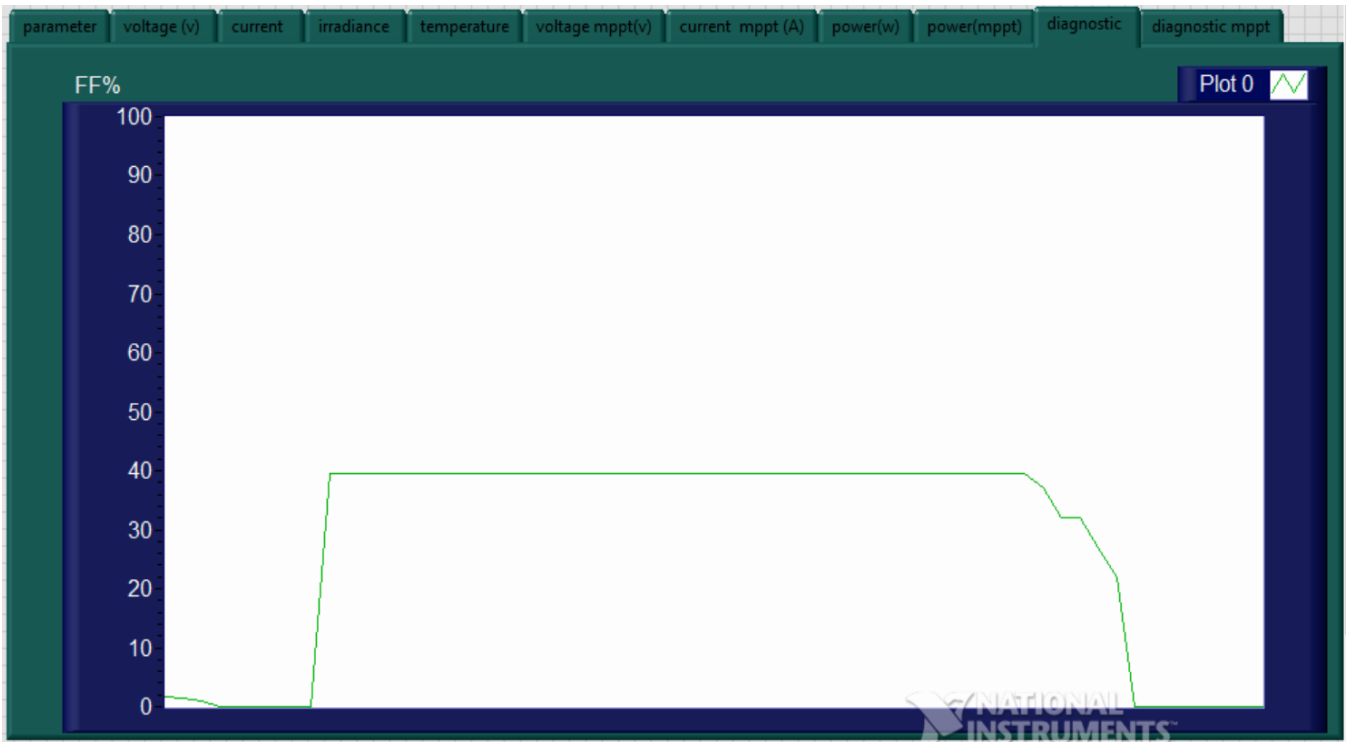 parameter voltage (v) current irradiance temperature voltage mppt(v) current mppt (A) power(w) power(mppt) diagnostic diagnostic mppt
FF%
Plot 0
100
90
80
70
60
50
40
30
20
10
0
NATIONAL
INSTRUMENTS™